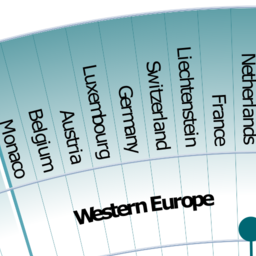 Monaco
Belgium
Austria
Luxembourg
Germany
Switzerland
Liechtenstein
France
Netherlands
Western Europe